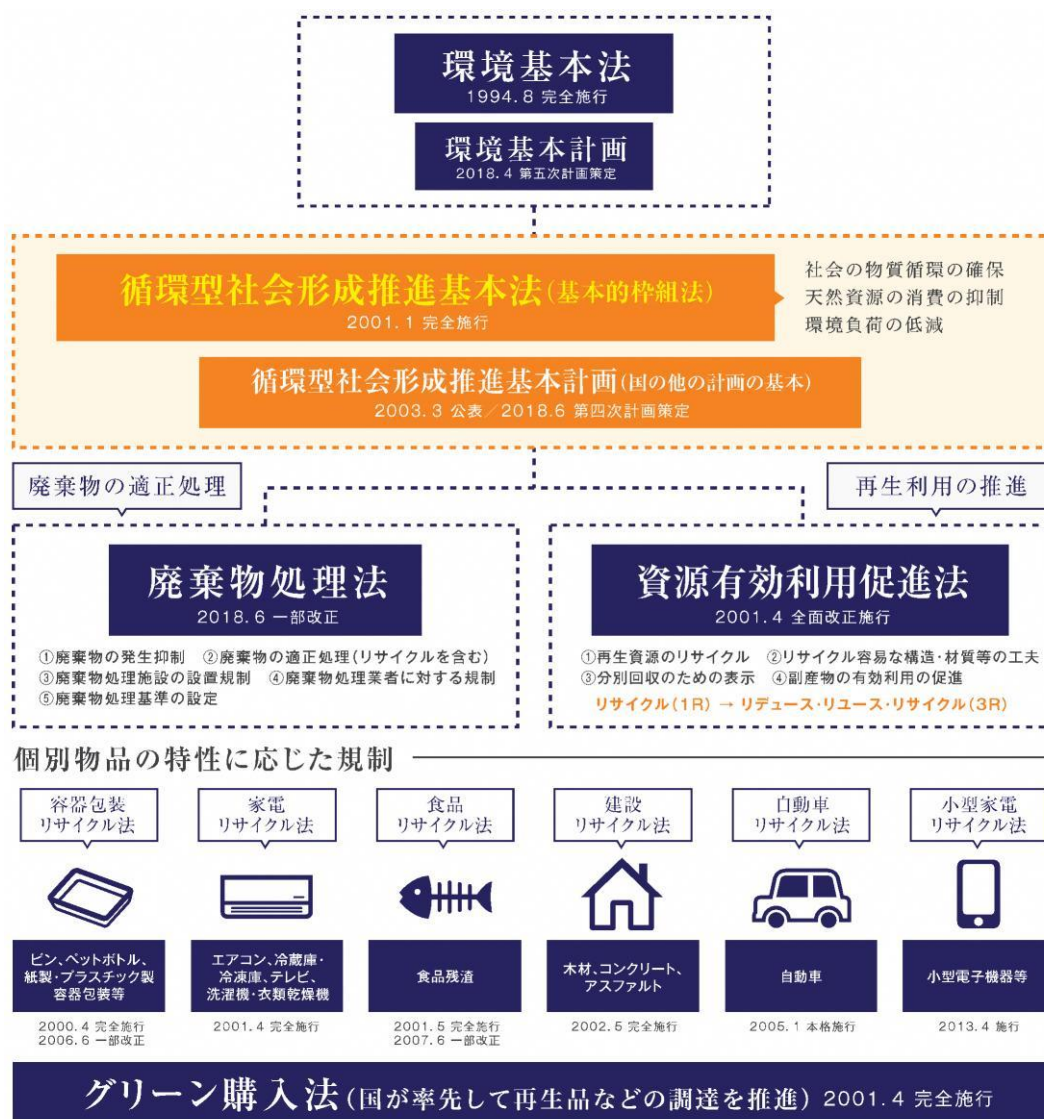 環境基本法
1994.8 完全施行
環境基本計画
2018.4 第五次計画策定
循環型社会形成推進基本法(基本的枠組法)
2001.1 完全施行
社会の物質循環の確保
天然資源の消費の抑制
環境負荷の低減
循環型社会形成推進基本計画(国の他の計画の基本)
2003.3 公表／2018.6 第四次計画策定
廃棄物の適正処理
再生利用の推進
廃棄物処理法
2018.6 一部改正
①廃棄物の発生抑制 ②廃棄物の適正処理(リサイクルを含む)
③廃棄物処理施設の設置規制 ④廃棄物処理業者に対する規制
⑤廃棄物処理基準の設定
資源有効利用促進法
2001.4 全面改正施行
①再生資源のリサイクル ②リサイクル容易な構造・材質等の工夫
③分別回収のための表示 ④副産物の有効利用の促進
リサイクル(1R) → リデュース・リユース・リサイクル(3R)
個別物品の特性に応じた規制
容器包装
リサイクル法
ビン、ペットボトル、
紙製・プラスチック製
容器包装等
2000.4 完全施行
2006.6 一部改正
家電
リサイクル法
エアコン、冷蔵庫・
冷凍庫、テレビ、
洗濯機・衣類乾燥機
2001.4 完全施行
食品
リサイクル法
食品残渣
2001.5 完全施行
2007.6 一部改正
建設
リサイクル法
木材、コンクリート、
アスファルト
2002.5 完全施行
自動車
リサイクル法
自動車
2005.1 本格施行
小型家電
リサイクル法
小型電子機器等
2013.4 施行
グリーン購入法(国が率先して再生品などの調達を推進) 2001.4 完全施行